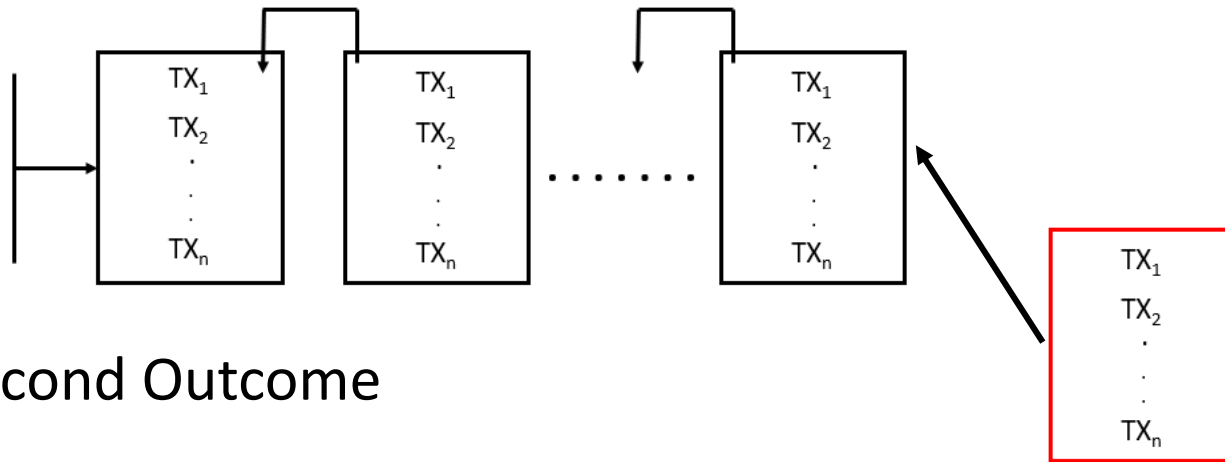 TX₁
TX₂
.
.
.
TXₙ
TX₁
TX₂
.
.
.
TXₙ
.......
TX₁
TX₂
.
.
.
TXₙ
TX₁
TX₂
.
.
.
TXₙ
cond Outcome